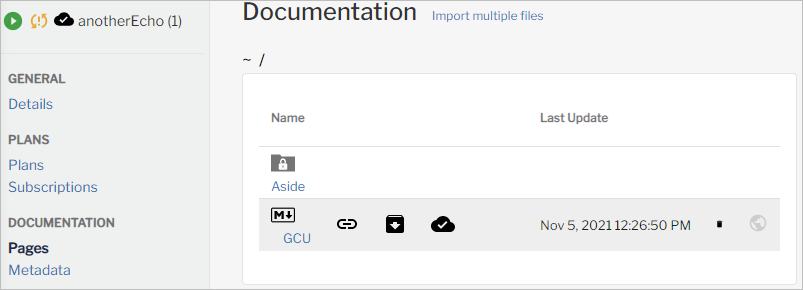 anotherEcho (1)
Documentation Import multiple files
~ /
GENERAL
Details
PLANS
Plans
Subscriptions
DOCUMENTATION
Pages
Metadata
Name Last Update
Aside
M
GCU Nov 5, 2021 12:26:50 PM